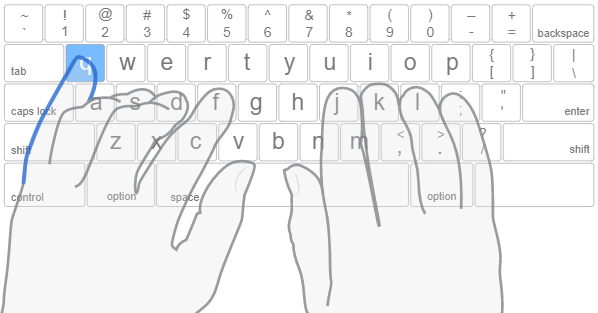 ~ ! @ # $ % ^ & * ( ) – +
` 1 2 3 4 5 6 7 8 9 0 - = backspace
tab q w e r t y u i o p { [ } ] | \
caps lock a s d f g h j k l : ; " ' enter
shift z x c v b n m < , > . ? / shift
control option space option